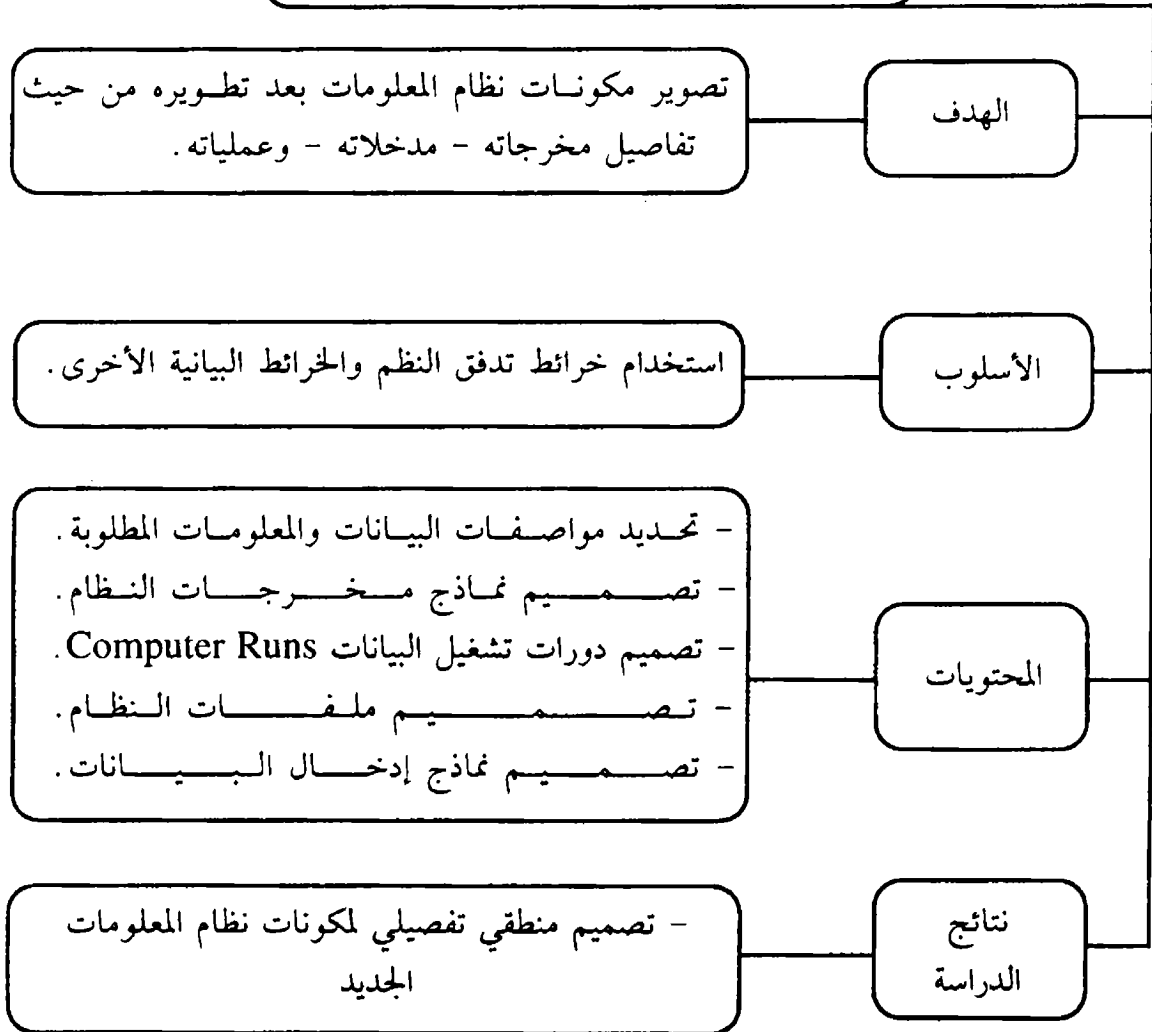 الهدف
تصوير مكونات نظام المعلومات بعد تطويره من حيث
تفاصيل مخرجاته - مدخلاته - وعملياته.
الأسلوب
استخدام خرائط تدفق النظم والخرائط البيانية الأخرى.
المحتويات
- تحديد مواصفات البيانات والمعلومات المطلوبة.
- تصميم نماذج مخرجات النظام.
- تصميم دورات تشغيل البيانات Computer Runs.
- تصميم ملفات النظام.
- تصميم نماذج إدخال البيانات.
نتائج
الدراسة
- تصميم منطقي تفصيلي لمكونات نظام المعلومات
الجديد